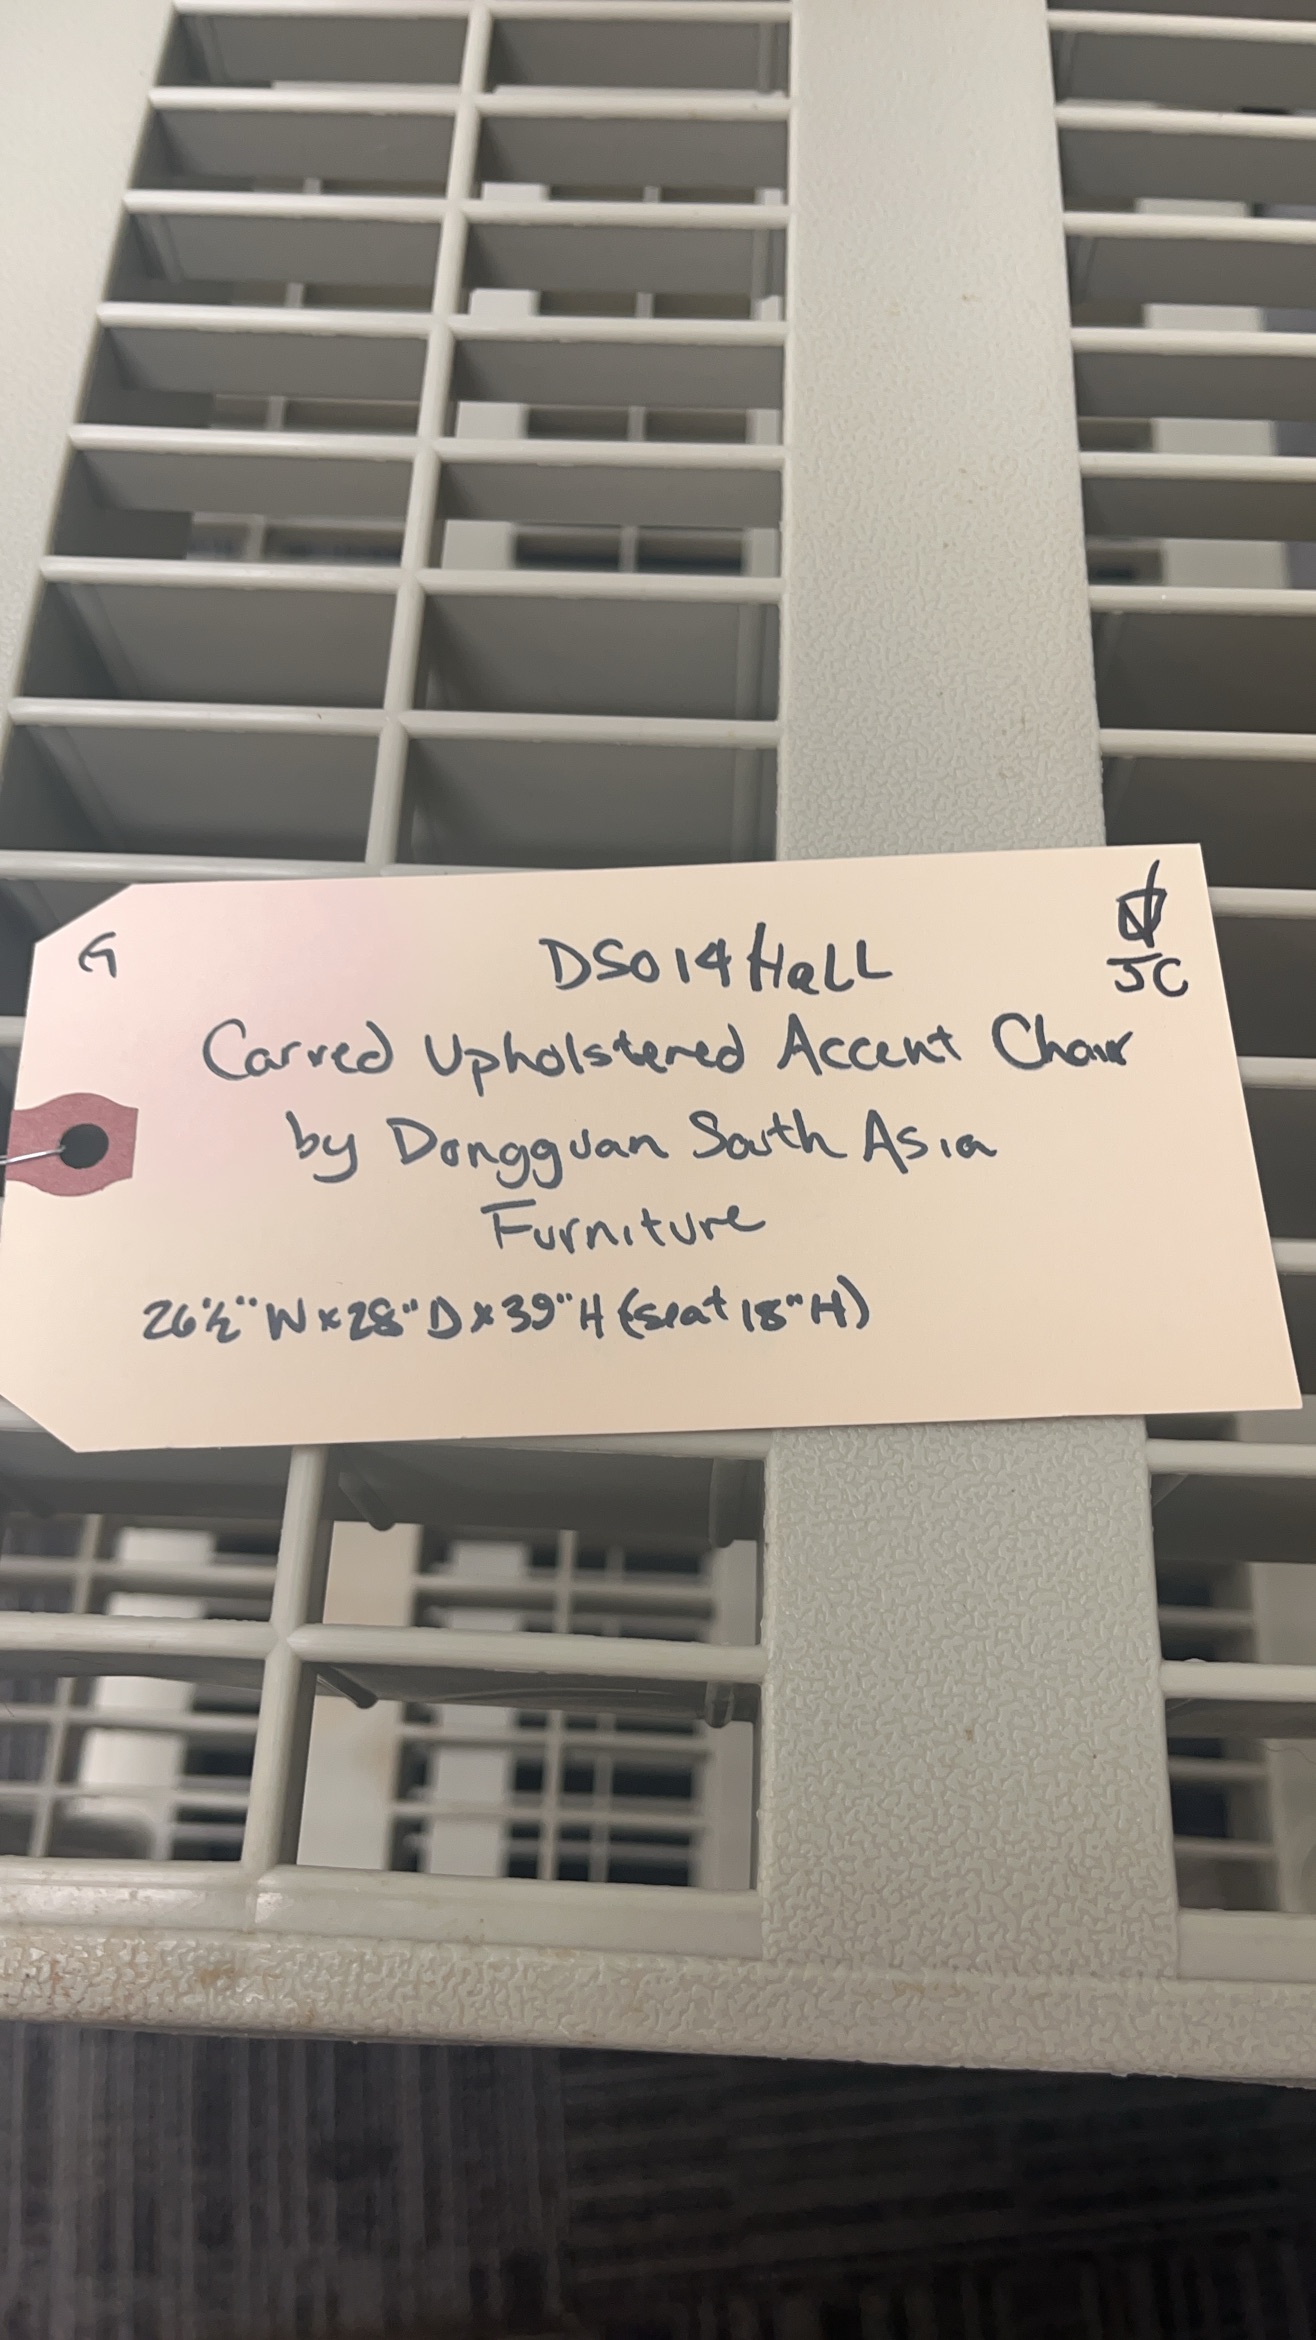 G
DS014/Hall
JC
Carved Upholstered Accent Chair
by Dongguan South Asia
Furniture
26½" W x 28" D x 39" H (seat 18" H)